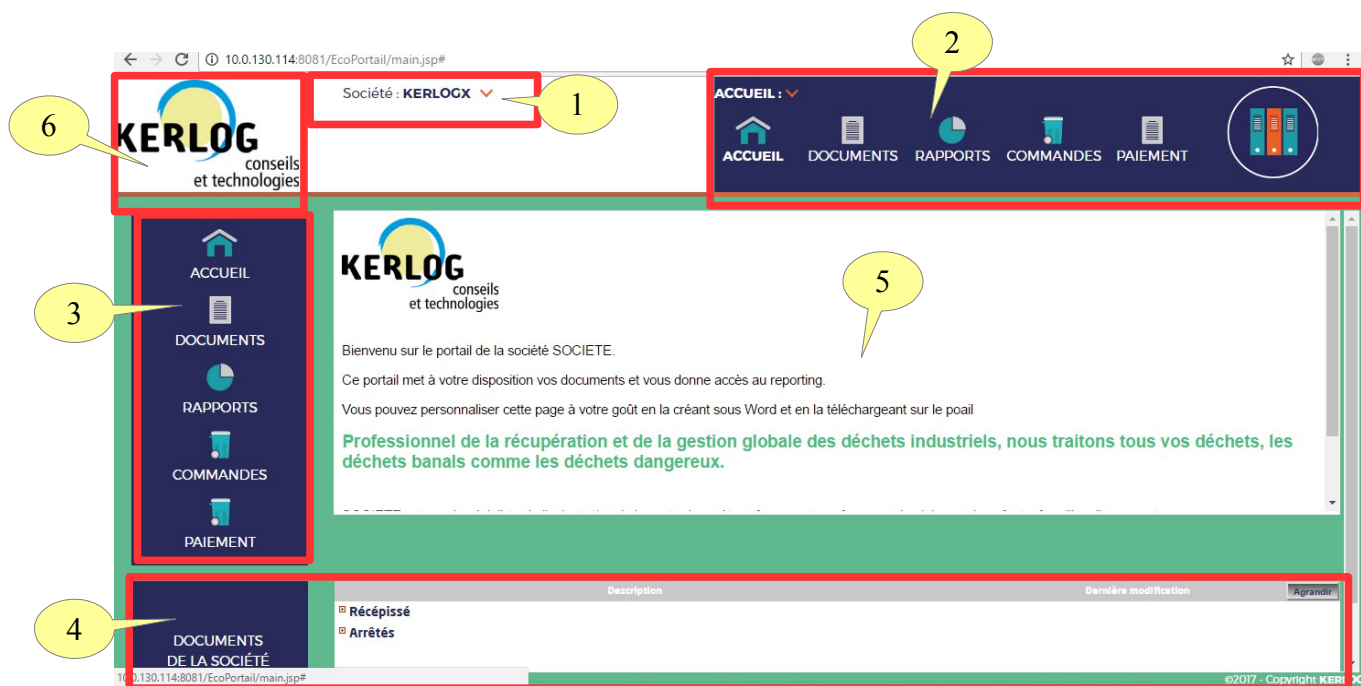 2
10.0.130.114:8081/EcoPortail/main.jsp#
6
KERLOG
conseils
et technologies
Société : KERLOGX
1
ACCUEIL :
ACCUEIL DOCUMENTS RAPPORTS COMMANDES PAIEMENT
3
ACCUEIL
DOCUMENTS
RAPPORTS
COMMANDES
PAIEMENT
KERLOG
conseils
et technologies
5
Bienvenu sur le portail de la société SOCIETE.
Ce portail met à votre disposition vos documents et vous donne accès au reporting.
Vous pouvez personnaliser cette page à votre goût en la créant sous Word et en la téléchargeant sur le poail
Professionnel de la récupération et de la gestion globale des déchets industriels, nous traitons tous vos déchets, les
déchets banals comme les déchets dangereux.
4
DOCUMENTS
DE LA SOCIÉTÉ
Description Dernière modification Agrandir
Récépissé
Arrêtés
10.0.130.114:8081/EcoPortail/main.jsp#
©2017 - Copyright KERLOG